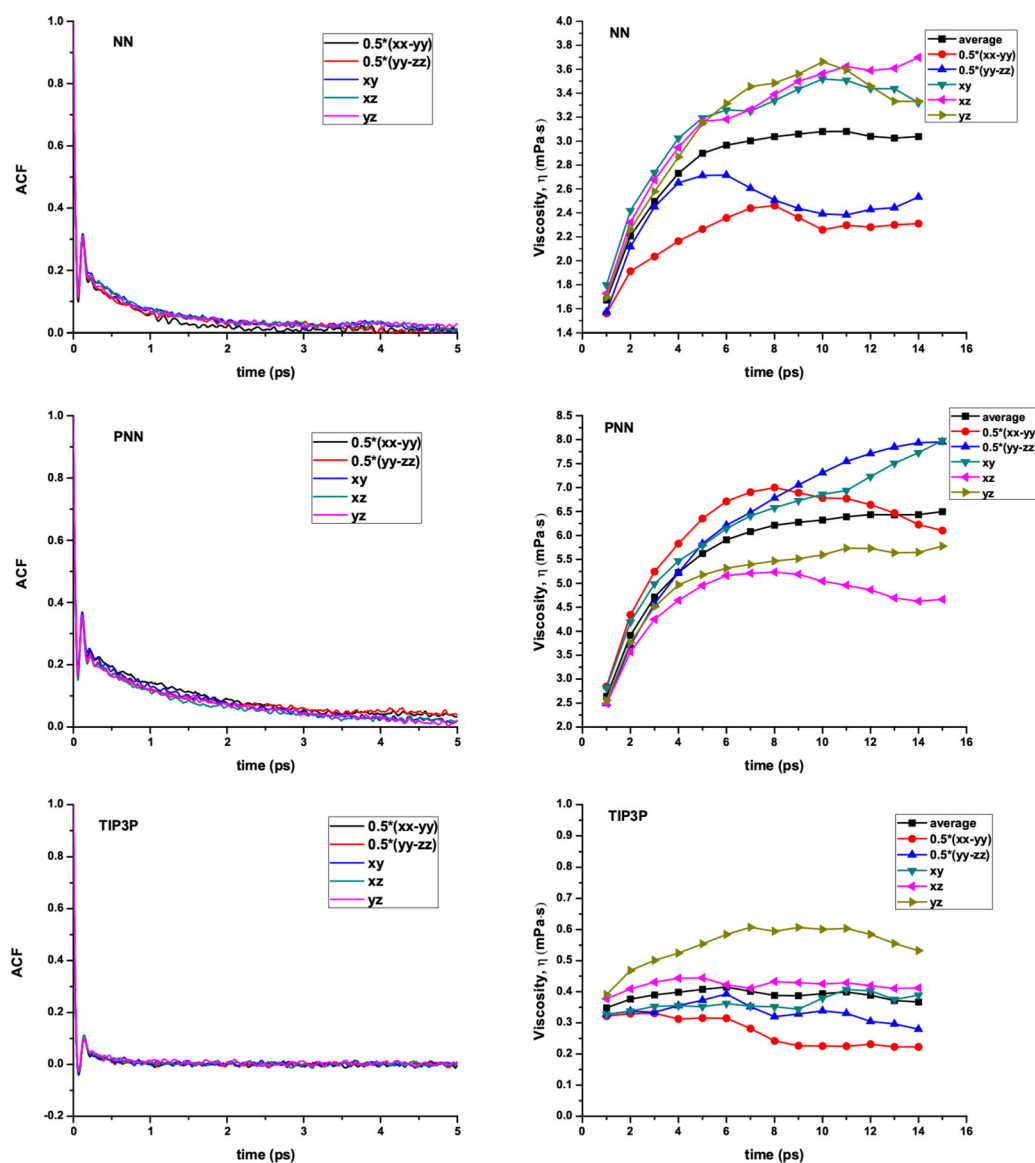 NN
0.5*(xx-yy)
0.5*(yy-zz)
xy
xz
yz
1.0
0.8
0.6
0.4
0.2
0.0
ACF
0 1 2 3 4 5
time (ps)
NN
average
0.5*(xx-yy)
0.5*(yy-zz)
xy
xz
yz
4.0
3.8
3.6
3.4
3.2
3.0
2.8
2.6
2.4
2.2
2.0
1.8
1.6
1.4
Viscosity, η (mPa·s)
0 2 4 6 8 10 12 14 16
time (ps)
PNN
0.5*(xx-yy)
0.5*(yy-zz)
xy
xz
yz
1.0
0.8
0.6
0.4
0.2
0.0
ACF
0 1 2 3 4 5
time (ps)
PNN
average
0.5*(xx-yy)
0.5*(yy-zz)
xy
xz
yz
8.5
8.0
7.5
7.0
6.5
6.0
5.5
5.0
4.5
4.0
3.5
3.0
2.5
2.0
Viscosity, η (mPa·s)
0 2 4 6 8 10 12 14 16
time (ps)
TIP3P
0.5*(xx-yy)
0.5*(yy-zz)
xy
xz
yz
1.0
0.8
0.6
0.4
0.2
0.0
-0.2
ACF
0 1 2 3 4 5
time (ps)
TIP3P
average
0.5*(xx-yy)
0.5*(yy-zz)
xy
xz
yz
1.0
0.9
0.8
0.7
0.6
0.5
0.4
0.3
0.2
0.1
0.0
Viscosity, η (mPa·s)
0 2 4 6 8 10 12 14 16
time (ps)